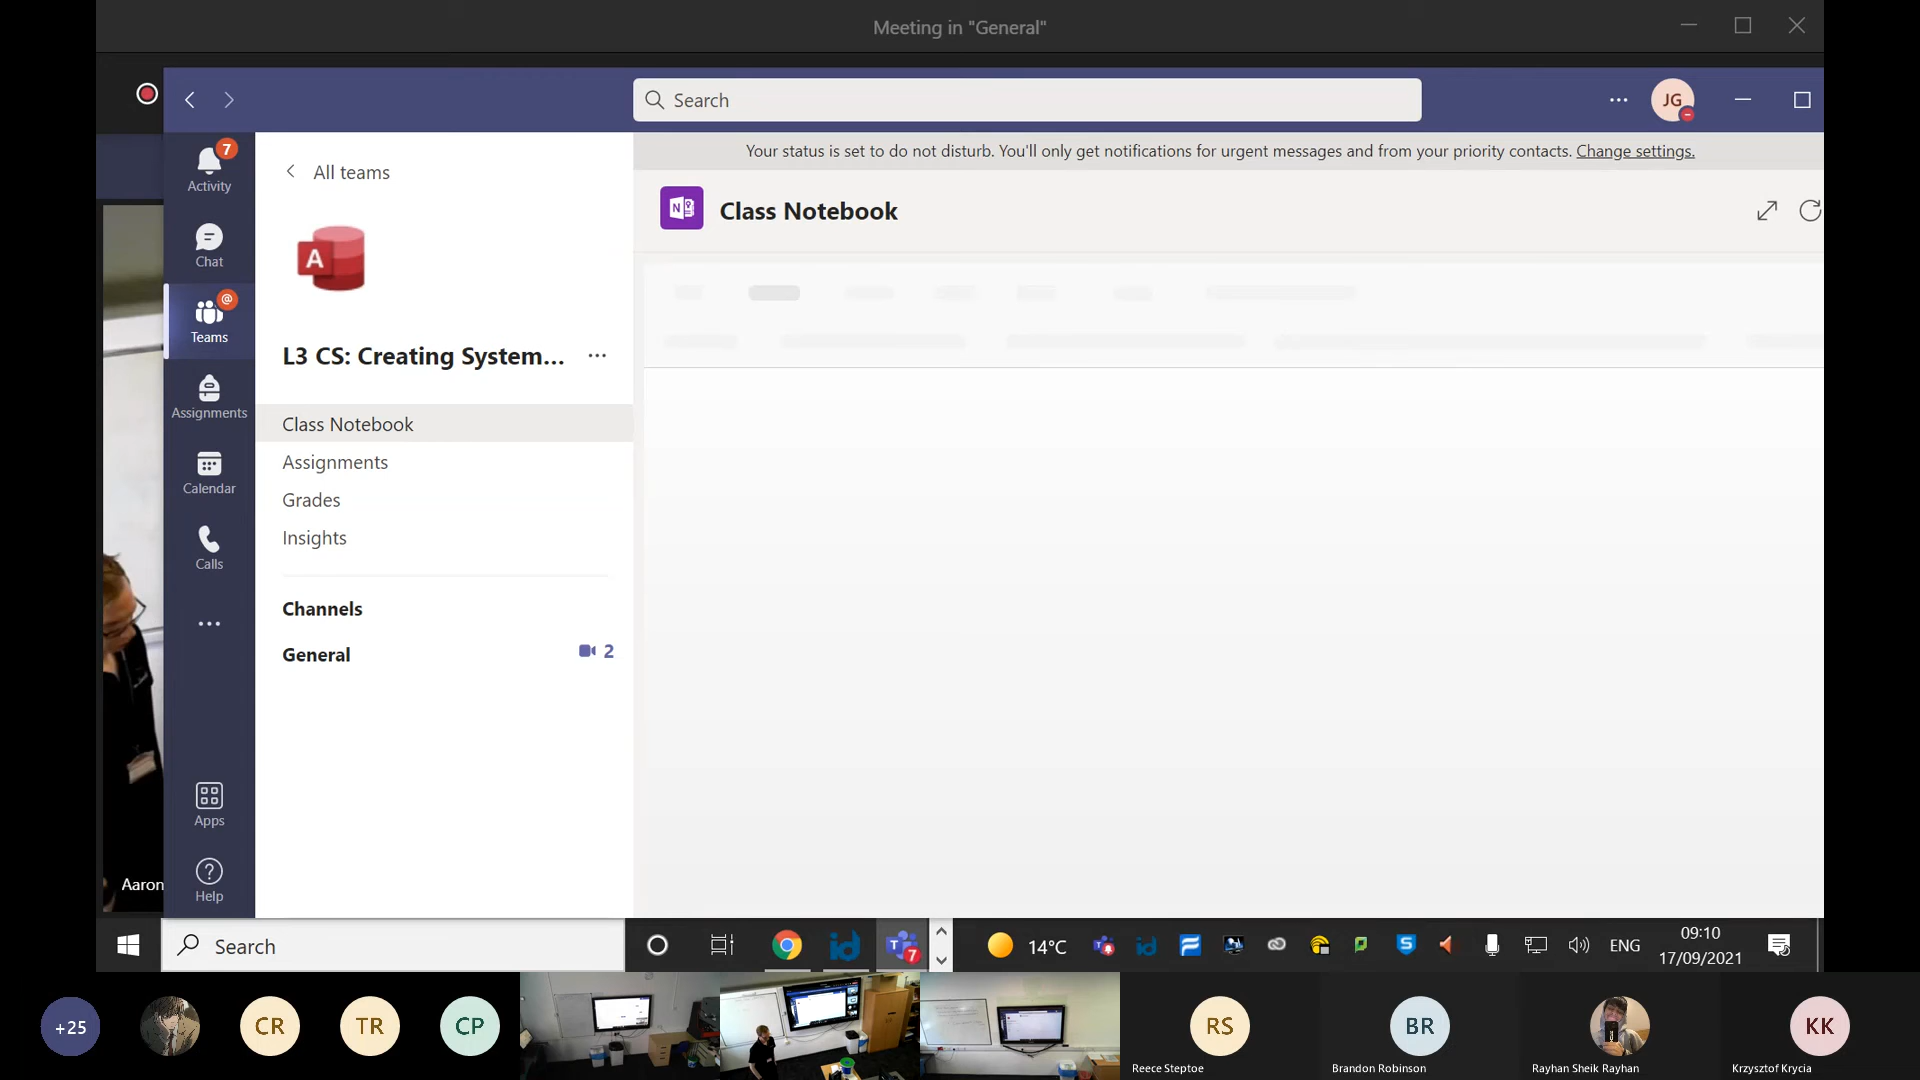 Meeting in "General"
Search
JG
Your status is set to do not disturb. You'll only get notifications for urgent messages and from your priority contacts. Change settings.
7
Activity
Chat
@
Teams
Assignments
Calendar
Calls
Apps
Help
All teams
A
L3 CS: Creating System...
Class Notebook
Assignments
Grades
Insights
Channels
General
2
N
Class Notebook
Aaron
Search
T
7
14°C
ENG
09:10
17/09/2021
+25
CR
TR
CP
RS
Reece Steptoe
BR
Brandon Robinson
Rayhan Sheik Rayhan
KK
Krzysztof Krycia